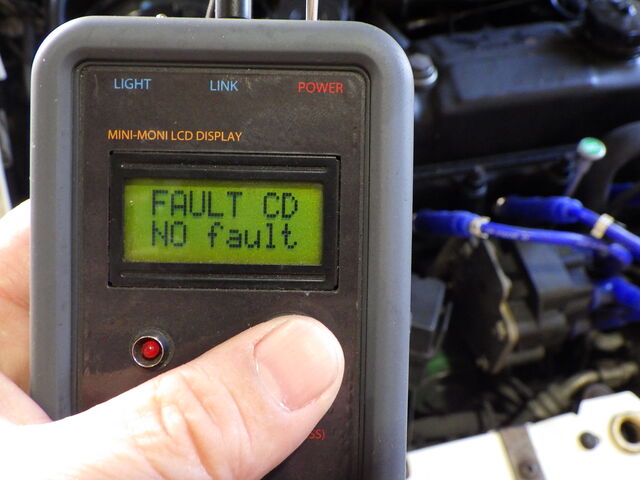 LIGHT LINK POWER
MINI-MONI LCD DISPLAY
FAULT CD
NO fault